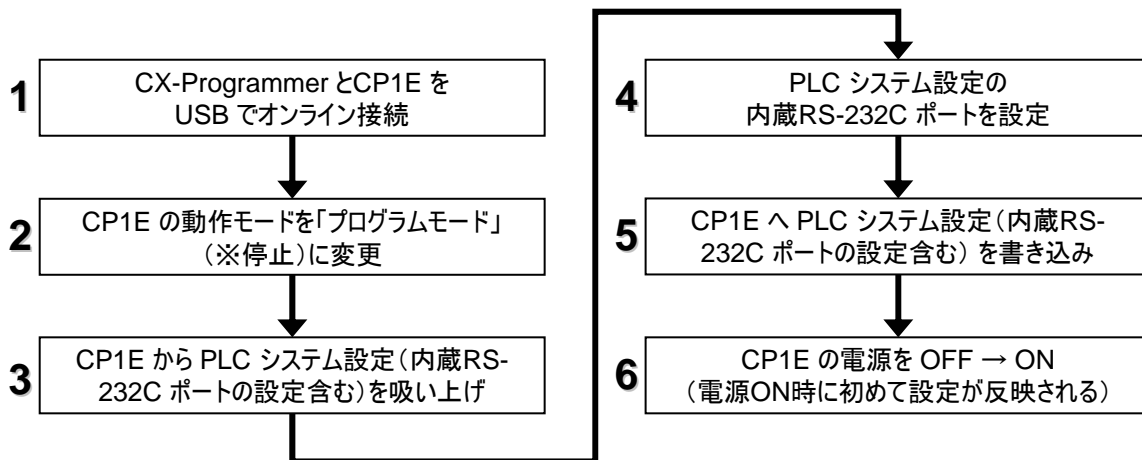 1
CX-Programmer とCP1E を
USB でオンライン接続
2
CP1E の動作モードを「プログラムモード」
（※停止）に変更
3
CP1E から PLC システム設定（内蔵RS-
232C ポートの設定含む）を吸い上げ
4
PLC システム設定の
内蔵RS-232C ポートを設定
5
CP1E へ PLC システム設定（内蔵RS-
232C ポートの設定含む） を書き込み
6
CP1E の電源を OFF → ON
（電源ON時に初めて設定が反映される）